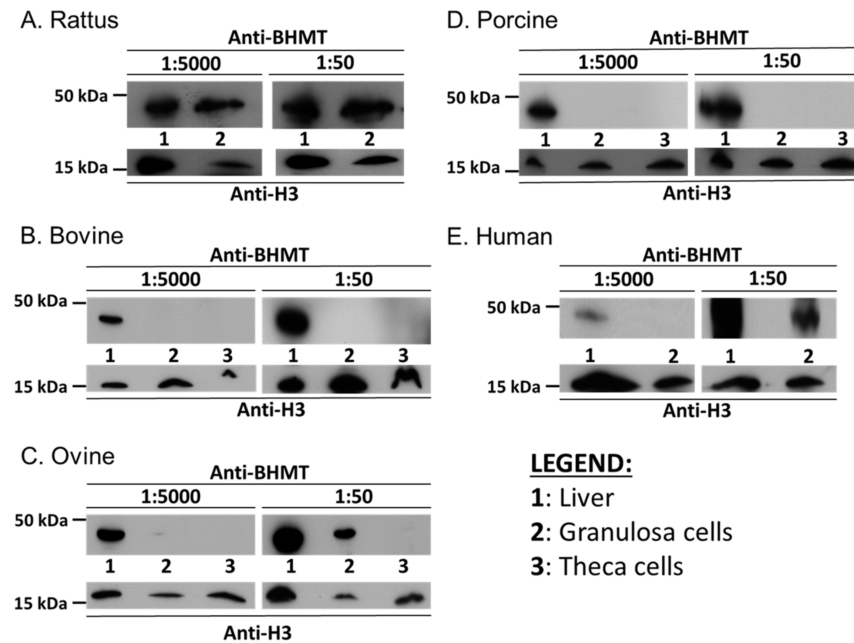 A. Rattus
Anti-BHMT
1:5000 1:50
50 kDa
1 2 1 2
15 kDa
Anti-H3
B. Bovine
Anti-BHMT
1:5000 1:50
50 kDa
1 2 3 1 2 3
15 kDa
Anti-H3
C. Ovine
Anti-BHMT
1:5000 1:50
50 kDa
1 2 3 1 2 3
15 kDa
Anti-H3
D. Porcine
Anti-BHMT
1:5000 1:50
50 kDa
1 2 3 1 2 3
15 kDa
Anti-H3
E. Human
Anti-BHMT
1:5000 1:50
50 kDa
1 2 1 2
15 kDa
Anti-H3
LEGEND:
1: Liver
2: Granulosa cells
3: Theca cells